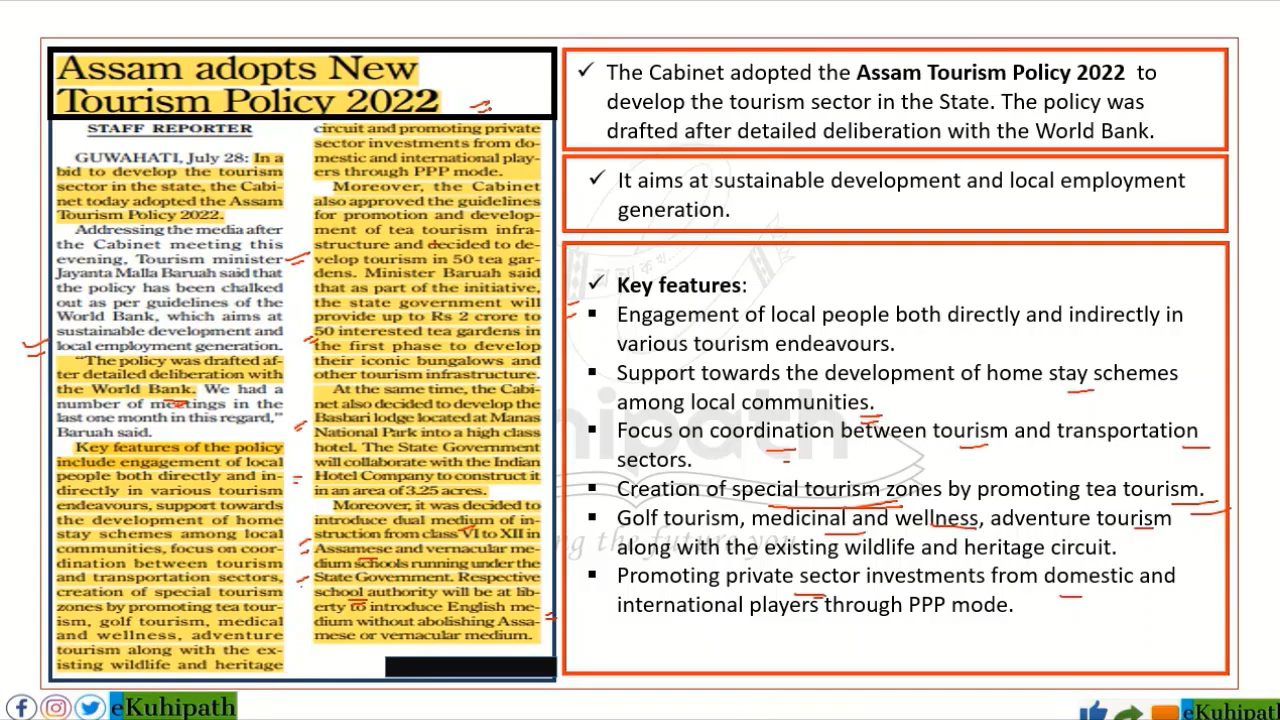 Assam adopts New
Tourism Policy 2022
STAFF REPORTER
GUWAHATI, July 28: In a
bid to develop the tourism
sector in the state, the Cabi-
net today adopted the Assam
Tourism Policy 2022.
Addressing the media after
the Cabinet meeting this
evening, Tourism minister
Jayanta Malla Baruah said that
the policy has been chalked
out as per guidelines of the
World Bank, which aims at
sustainable development and
local employment generation.
"The policy was drafted af-
ter detailed deliberation with
the World Bank. We had a
number of meetings in the
last one month in this regard,"
Baruah said.
Key features of the policy
include engagement of local
people both directly and in-
directly in various tourism
endeavours, support towards
the development of home
stay schemes among local
communities, focus on coor-
dination between tourism
and transportation sectors,
creation of special tourism
zones by promoting tea tour-
ism, golf tourism, medical
and wellness, adventure
tourism along with the ex-
isting wildlife and heritage
circuit and promoting private
sector investments from do-
mestic and international play-
ers through PPP mode.
Moreover, the Cabinet
also approved the guidelines
for promotion and develop-
ment of tea tourism infra-
structure and decided to de-
velop tourism in 50 tea gar-
dens. Minister Baruah said
that as part of the initiative,
the state government will
provide up to Rs 2 crore to
50 interested tea gardens in
the first phase to develop
their iconic bungalows and
other tourism infrastructure.
At the same time, the Cabi-
net also decided to develop the
Basbari lodge located at Manas
National Park into a high class
hotel. The State Government
will collaborate with the Indian
Hotel Company to construct it
in an area of 3.25 acres.
Moreover, it was decided to
introduce dual medium of in-
struction from class VI to XII in
Assamese and vernacular me-
dium schools running under the
State Government. Respective
school authority will be at lib-
erty to introduce English me-
dium without abolishing Assa-
mese or vernacular medium.
✓ The Cabinet adopted the Assam Tourism Policy 2022 to
develop the tourism sector in the State. The policy was
drafted after detailed deliberation with the World Bank.
✓ It aims at sustainable development and local employment
generation.
✓ Key features:
▪ Engagement of local people both directly and indirectly in
various tourism endeavours.
▪ Support towards the development of home stay schemes
among local communities.
▪ Focus on coordination between tourism and transportation
sectors.
▪ Creation of special tourism zones by promoting tea tourism.
▪ Golf tourism, medicinal and wellness, adventure tourism
along with the existing wildlife and heritage circuit.
▪ Promoting private sector investments from domestic and
international players through PPP mode.
eKuhipath
eKuhipath